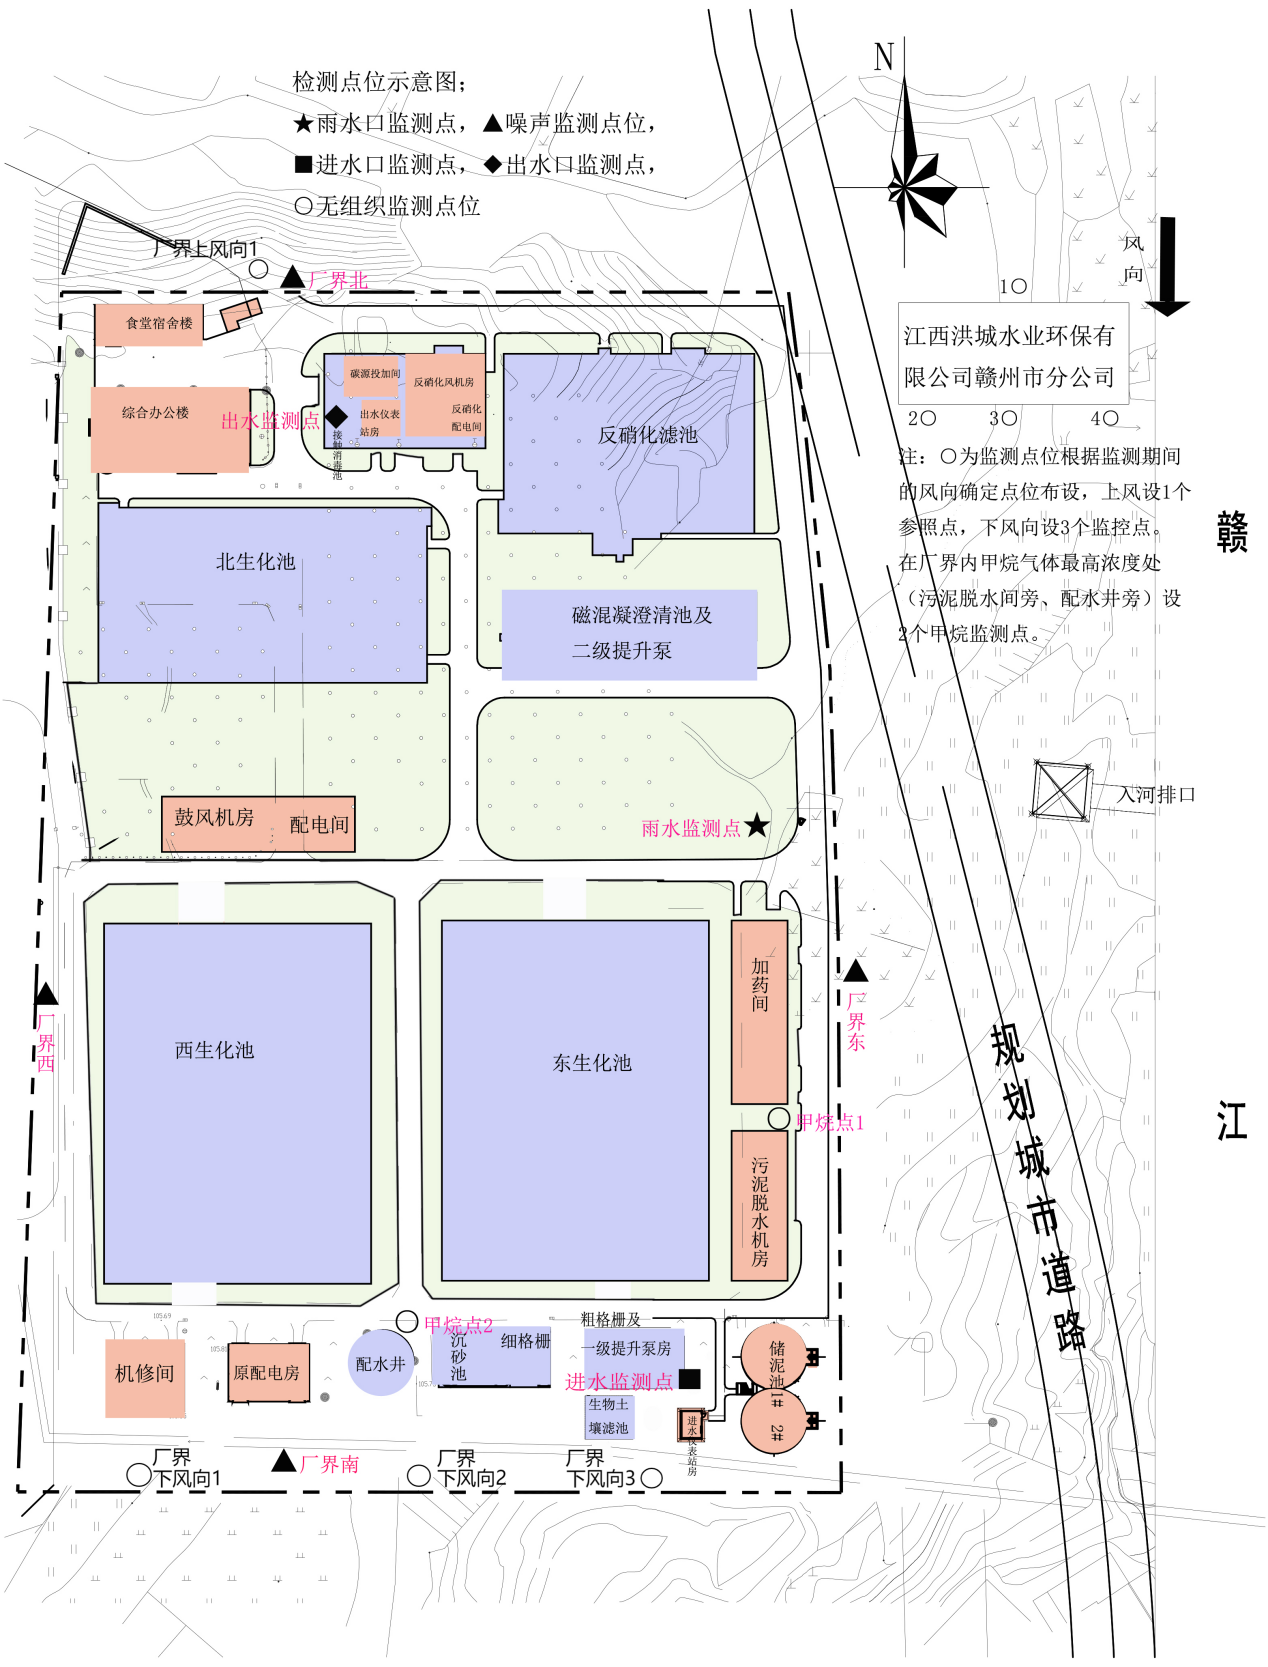 检测点位示意图；
★雨水口监测点，▲噪声监测点位，
■进水口监测点，◆出水口监测点，
○无组织监测点位
N
风
向
厂界上风向1
厂界北
1○
江西洪城水业环保有
限公司赣州市分公司
2○ 3○ 4○
注：○为监测点位根据监测期间
的风向确定点位布设，上风设1个
参照点，下风向设3个监控点。
在厂界内甲烷气体最高浓度处
（污泥脱水间旁、配水井旁）设
2个甲烷监测点。
食堂宿舍楼
综合办公楼
碳源投加间
反硝化风机房
出水仪表
站房
反硝化
配电间
出水监测点
接触消毒池
反硝化滤池
北生化池
磁混凝澄清池及
二级提升泵
赣
江
入河排口
鼓风机房
配电间
雨水监测点
加药间
厂界东
厂界西
西生化池
东生化池
甲烷点1
污泥脱水机房
规划城市道路
105.69
甲烷点2
粗格栅及
一级提升泵房
沉砂池
细格栅
储泥池1#
2#
机修间
原配电房
配水井
进水监测点
生物土
壤滤池
进水仪表站房
厂界
下风向1
厂界南
厂界
下风向2
厂界
下风向3